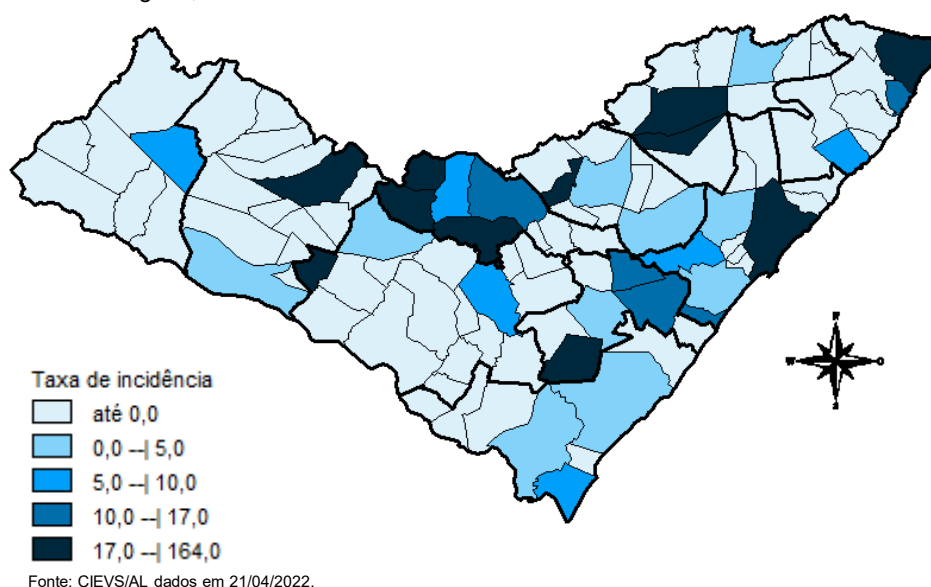 Taxa de incidência
até 0,0
0,0 --| 5,0
5,0 --| 10,0
10,0 --| 17,0
17,0 --| 164,0
N
W
O
S
Fonte: CIEVS/AL dados em 21/04/2022.